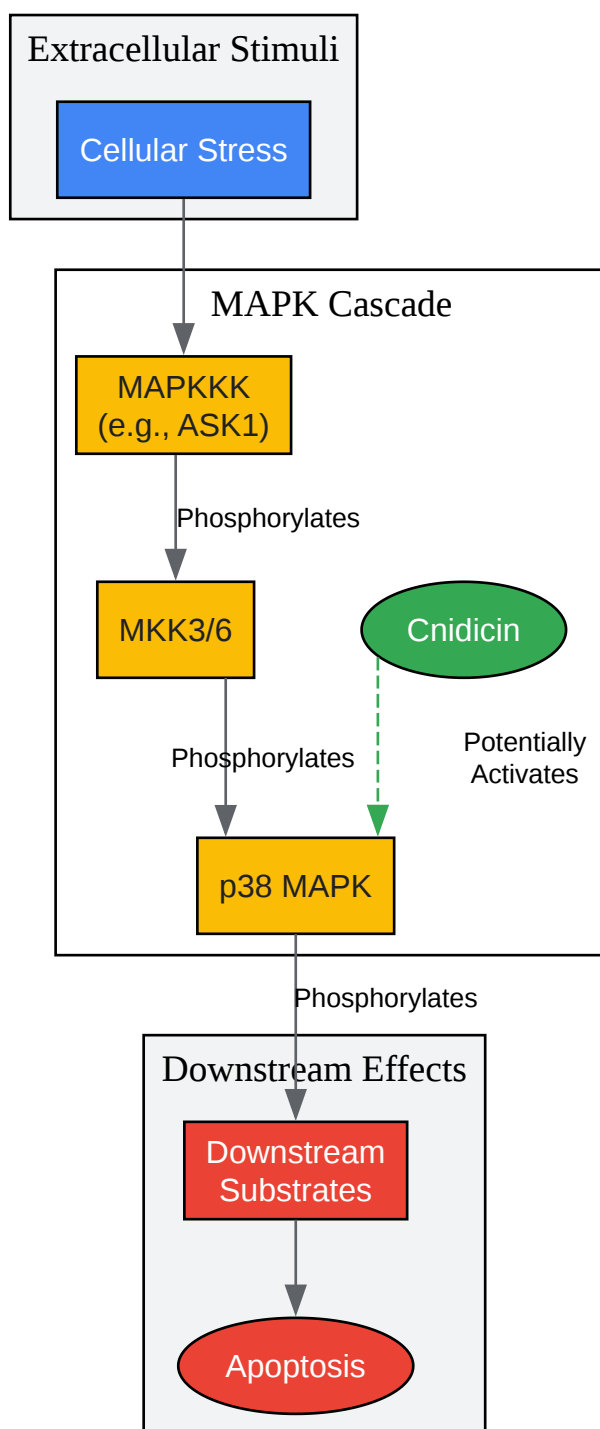 Extracellular Stimuli
Cellular Stress
MAPK Cascade
MAPKKK
(e.g., ASK1)
Phosphorylates
MKK3/6
Cnidicin
Phosphorylates
Potentially
Activates
p38 MAPK
Phosphorylates
Downstream Effects
Downstream
Substrates
Apoptosis